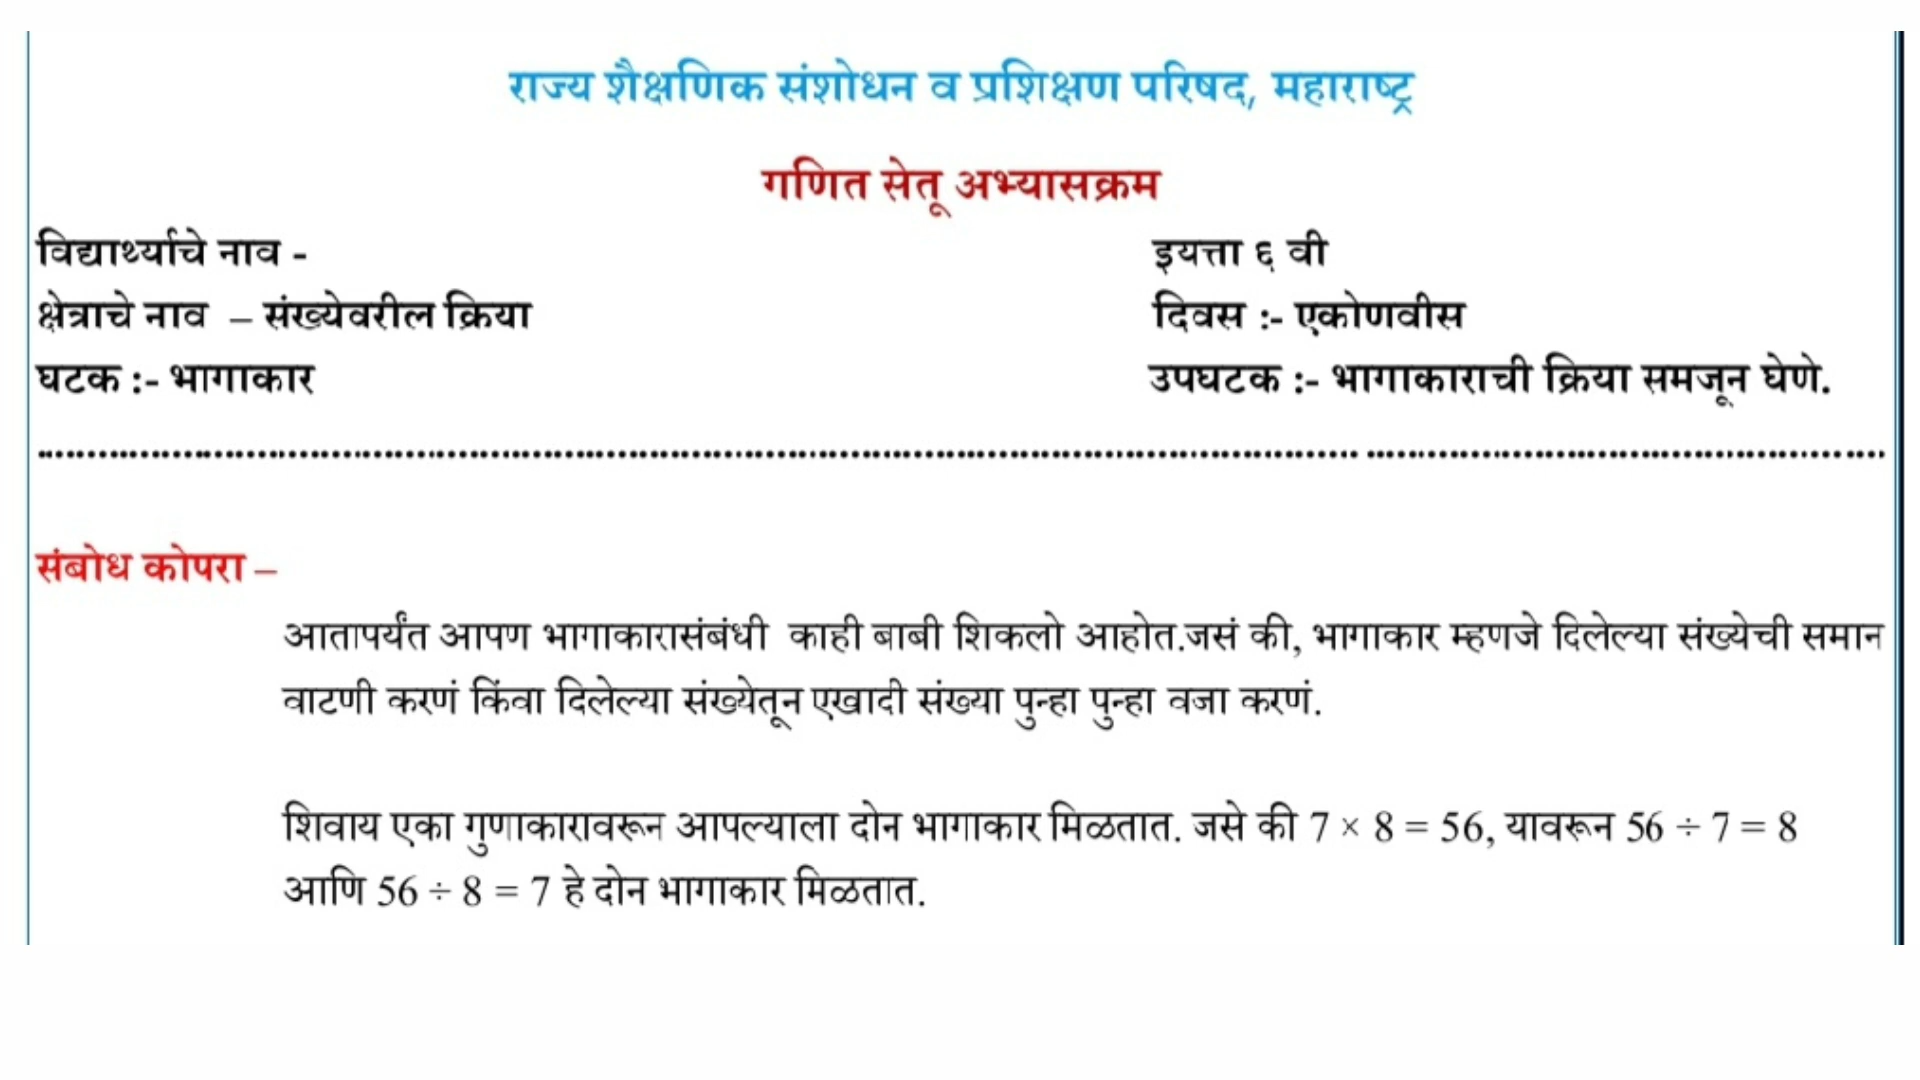 राज्य शैक्षणिक संशोधन व प्रशिक्षण परिषद, महाराष्ट्र
गणित सेतू अभ्यासक्रम
विद्यार्थ्याचे नाव - इयत्ता ६ वी
क्षेत्राचे नाव – संख्येवरील क्रिया दिवस :- एकोणवीस
घटक :- भागाकार उपघटक :- भागाकाराची क्रिया समजून घेणे.
संबोध कोपरा –
आतापर्यंत आपण भागाकारासंबंधी काही बाबी शिकलो आहोत.जसं की, भागाकार म्हणजे दिलेल्या संख्येची समान
वाटणी करणं किंवा दिलेल्या संख्येतून एखादी संख्या पुन्हा पुन्हा वजा करणं.
शिवाय एका गुणाकारावरून आपल्याला दोन भागाकार मिळतात. जसे की 7 × 8 = 56, यावरून 56 ÷ 7 = 8
आणि 56 ÷ 8 = 7 हे दोन भागाकार मिळतात.